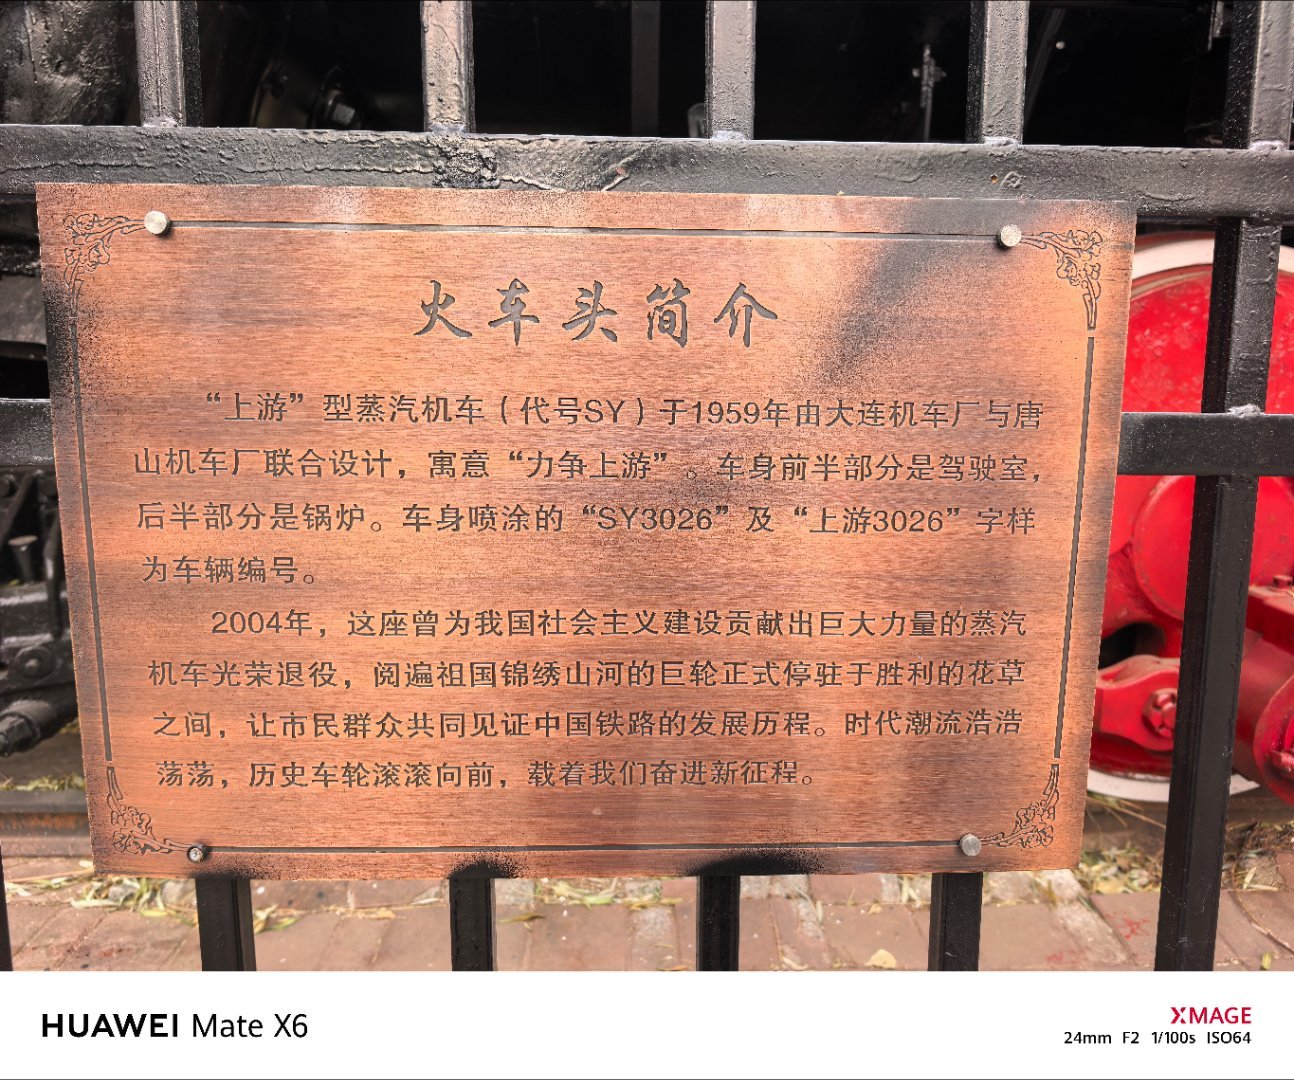 火车头简介
“上游”型蒸汽机车（代号SY）于1959年由大连机车厂与唐
山机车厂联合设计，寓意“力争上游”。车身前半部分是驾驶室，
后半部分是锅炉。车身喷涂的“SY3026”及“上游3026”字样
为车辆编号。
2004年，这座曾为我国社会主义建设贡献出巨大力量的蒸汽
机车光荣退役，阅遍祖国锦绣山河的巨轮正式停驻于胜利的花草
之间，让市民群众共同见证中国铁路的发展历程。时代潮流浩浩
荡荡，历史车轮滚滚向前，载着我们奋进新征程。
HUAWEI Mate X6
XMAGE
24mm F2 1/100s ISO64